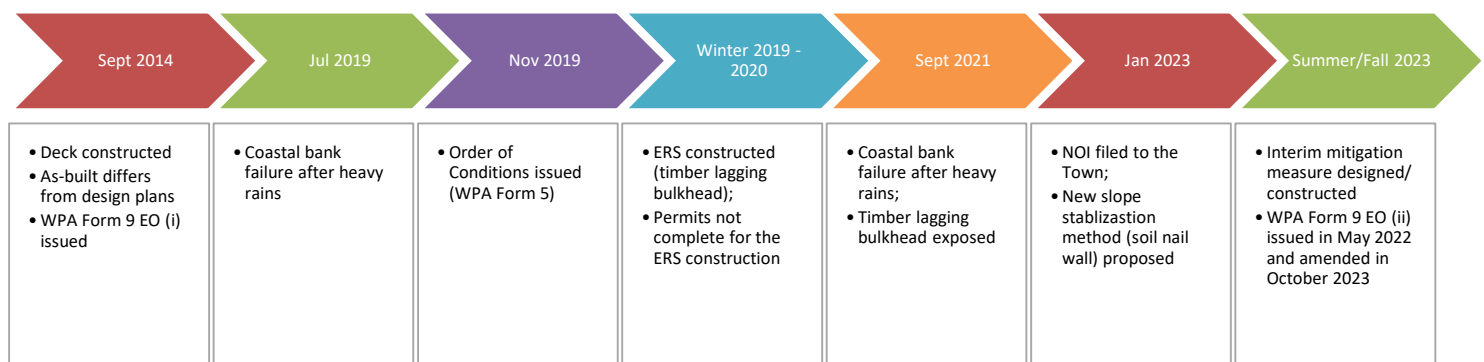 Sept 2014
Jul 2019
Nov 2019
Winter 2019 -
2020
Sept 2021
Jan 2023
Summer/Fall 2023
• Deck constructed
• As-built differs
from design plans
• WPA Form 9 EO (i)
issued
• Coastal bank
failure after heavy
rains
• Order of
Conditions issued
(WPA Form 5)
• ERS constructed
(timber lagging
bulkhead);
• Permits not
complete for the
ERS construction
• Coastal bank
failure after heavy
rains;
• Timber lagging
bulkhead exposed
• NOI filed to the
Town;
• New slope
stablizastion
method (soil nail
wall) proposed
• Interim mitigation
measure designed/
constructed
• WPA Form 9 EO (ii)
issued in May 2022
and amended in
October 2023